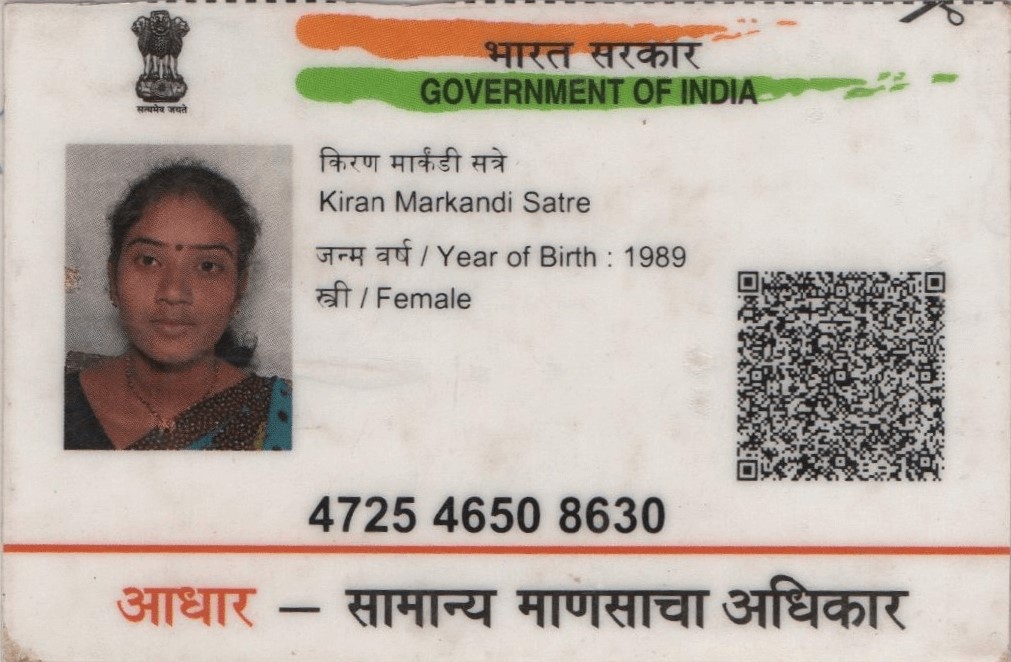 सत्यमेव जयते
भारत सरकार
GOVERNMENT OF INDIA
किरण मार्कंडी सत्रे
Kiran Markandi Satre
जन्म वर्ष / Year of Birth : 1989
स्त्री / Female
4725 4650 8630
आधार – सामान्य माणसाचा अधिकार